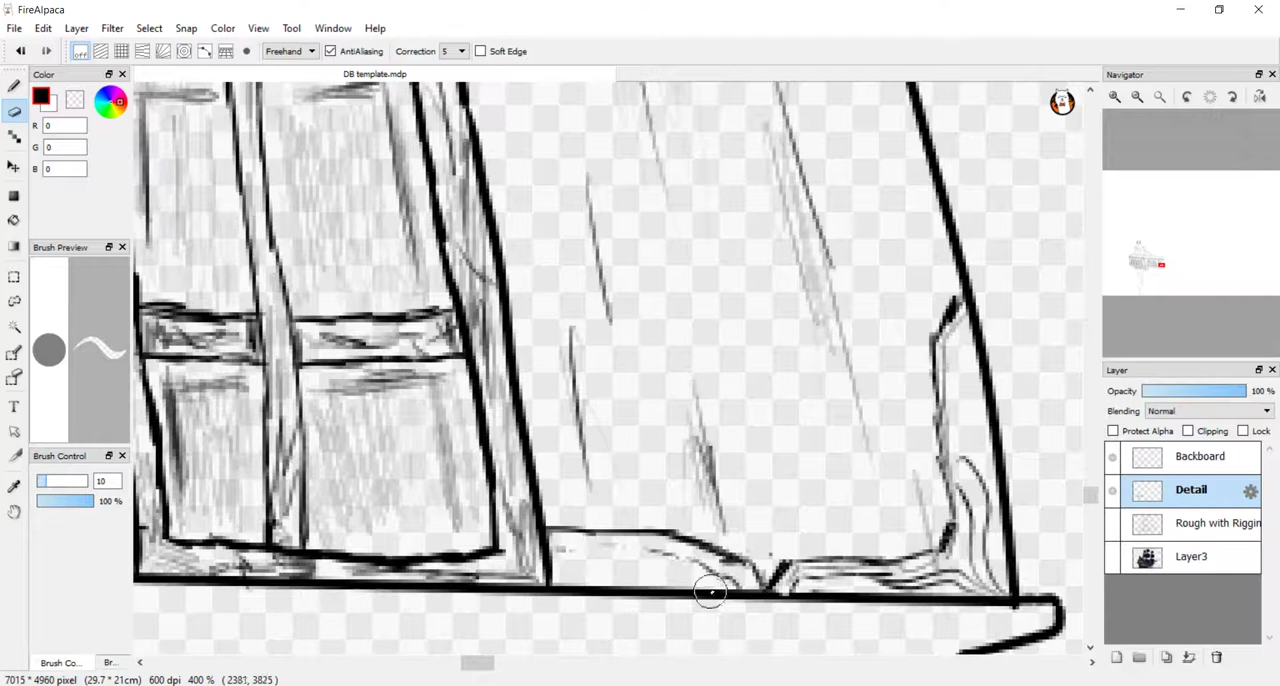 FireAlpaca
File Edit Layer Filter Select Snap Color View Tool Window Help
off Freehand AntiAliasing Correction 5 Soft Edge
Color DB template.mdp Navigator
R 0
G 0
B 0
Brush Preview
Layer
Opacity 100 %
Blending Normal
Protect Alpha Clipping Lock
Brush Control Backboard
10 Detail
100 %
Rough with Riggin
Layer3
Brush Co... Br...
7015 * 4960 pixel (29.7 * 21cm) 600 dpi 400 % ( 2381, 3825 )